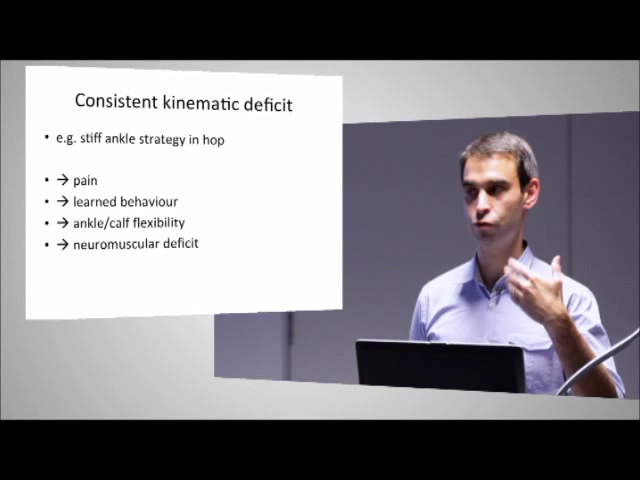 Consistent kinematic deficit
• e.g. stiff ankle strategy in hop
• → pain
• → learned behaviour
• → ankle/calf flexibility
• → neuromuscular deficit